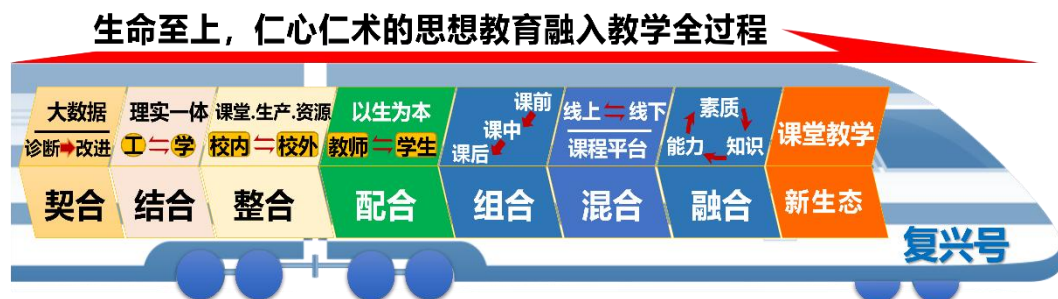 生命至上，仁心仁术的思想教育融入教学全过程
大数据
诊断➡改进
契合
理实一体
工⇌学
结合
课堂.生产.资源
校内⇌校外
整合
以生为本
教师⇌学生
配合
课前
课中
课后
组合
线上⇌线下
课程平台
混合
素质
能力 知识
融合
课堂教学
新生态
复兴号